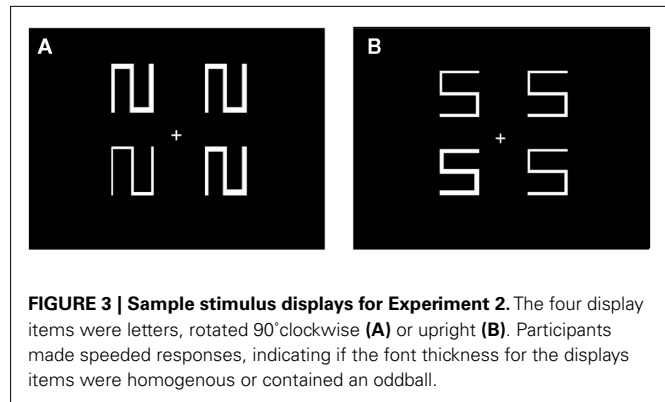 A
B
S S
S S
S S
S S
FIGURE 3 | Sample stimulus displays for Experiment 2. The four display
items were letters, rotated 90˚clockwise (A) or upright (B). Participants
made speeded responses, indicating if the font thickness for the displays
items were homogenous or contained an oddball.